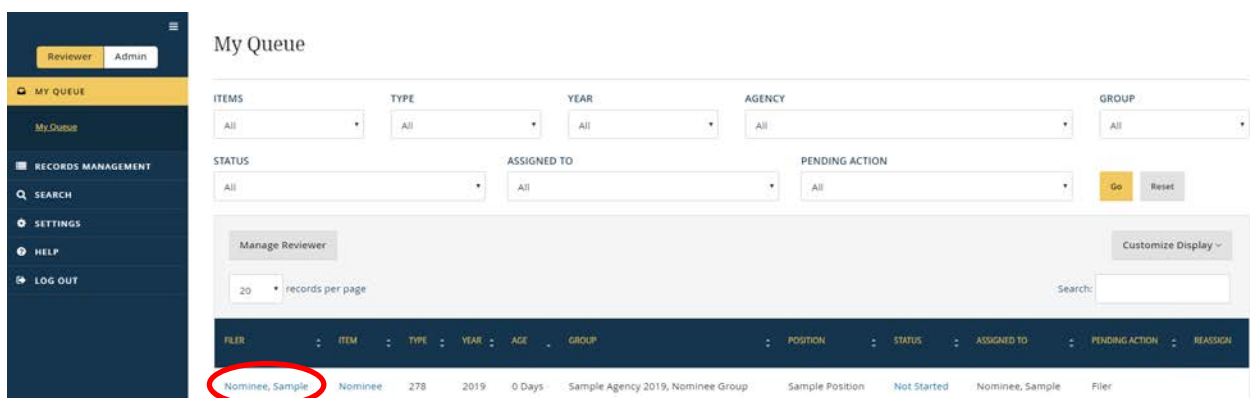 Reviewer Admin
MY QUEUE
My Queue
RECORDS MANAGEMENT
SEARCH
SETTINGS
HELP
LOG OUT
My Queue
ITEMS TYPE YEAR AGENCY GROUP
All All All All All
STATUS ASSIGNED TO PENDING ACTION
All All All Go Reset
Manage Reviewer Customize Display
20 records per page Search:
FILER ITEM TYPE YEAR AGE GROUP POSITION STATUS ASSIGNED TO PENDING ACTION REASSIGN
Nominee, Sample Nominee 278 2019 0 Days Sample Agency 2019, Nominee Group Sample Position Not Started Nominee, Sample Filer